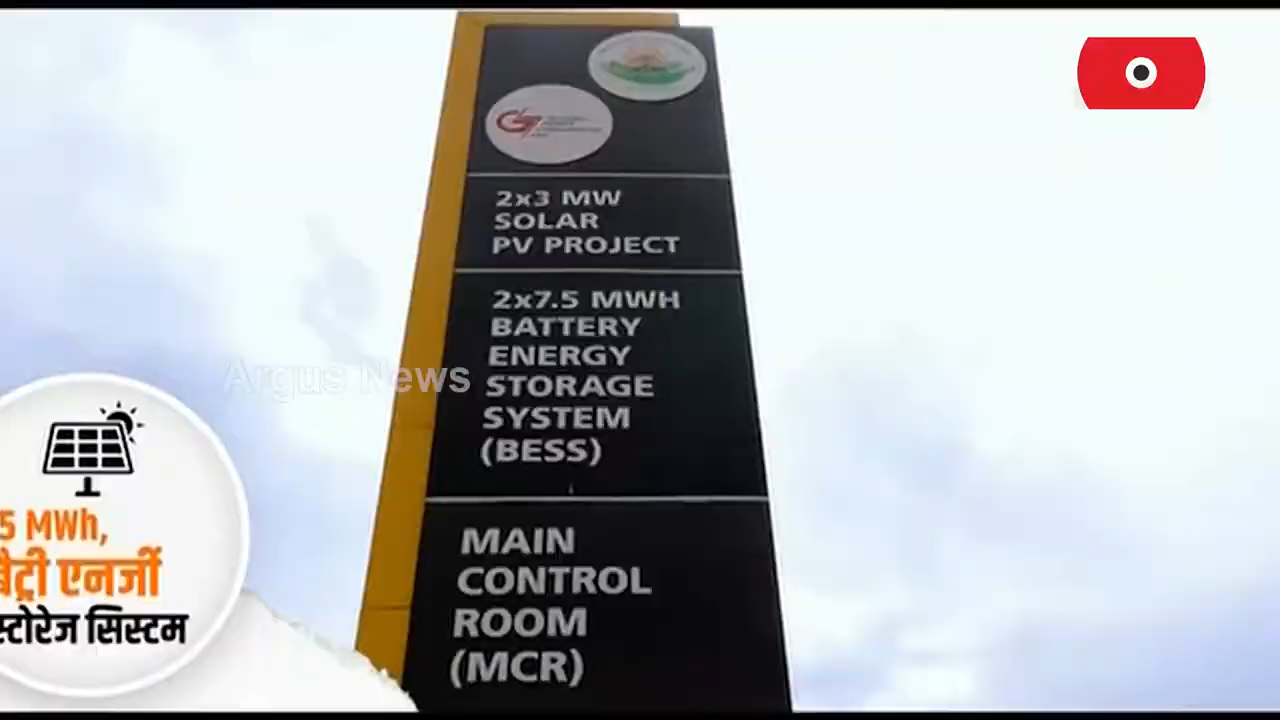 2x3 MW
SOLAR
PV PROJECT
2x7.5 MWH
BATTERY
ENERGY
STORAGE
SYSTEM
(BESS)
MAIN
CONTROL
ROOM
(MCR)
Argus News
5 MWh,
बैट्री एनर्जी
स्टोरेज सिस्टम